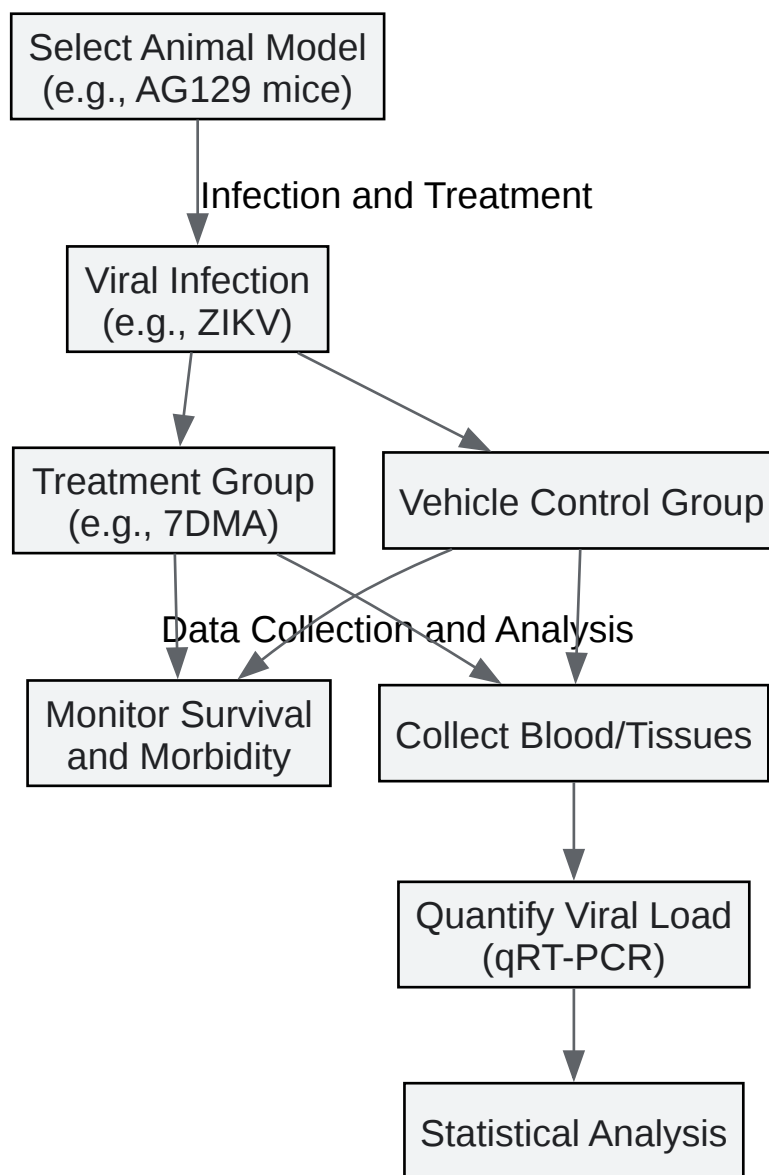 Select Animal Model
(e.g., AG129 mice)
Infection and Treatment
Viral Infection
(e.g., ZIKV)
Treatment Group
(e.g., 7DMA)
Vehicle Control Group
Data Collection and Analysis
Monitor Survival
and Morbidity
Collect Blood/Tissues
Quantify Viral Load
(qRT-PCR)
Statistical Analysis